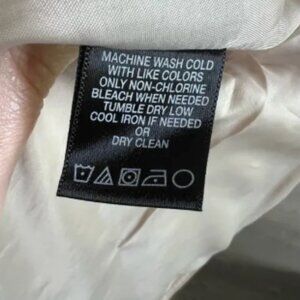 MACHINE WASH COLD
WITH LIKE COLORS
ONLY NON-CHLORINE
BLEACH WHEN NEEDED
TUMBLE DRY LOW
COOL IRON IF NEEDED
OR
DRY CLEAN